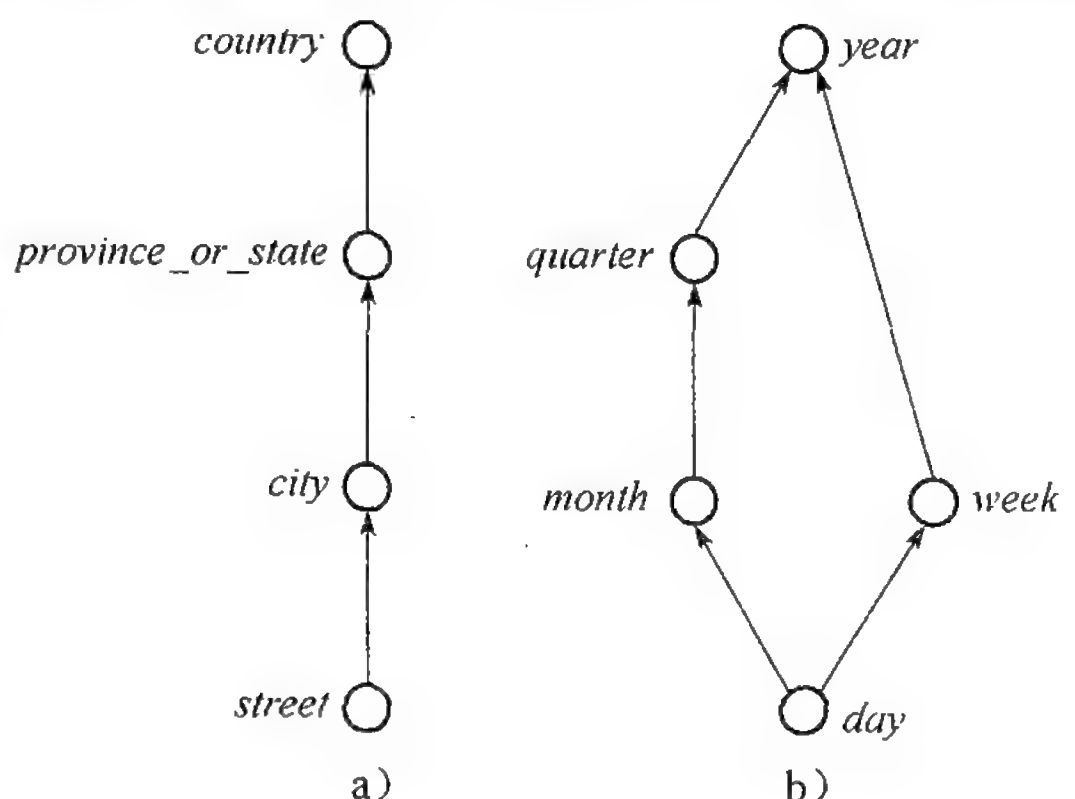 country
province_or_state
city
street
a)
year
quarter
month
week
day
b)